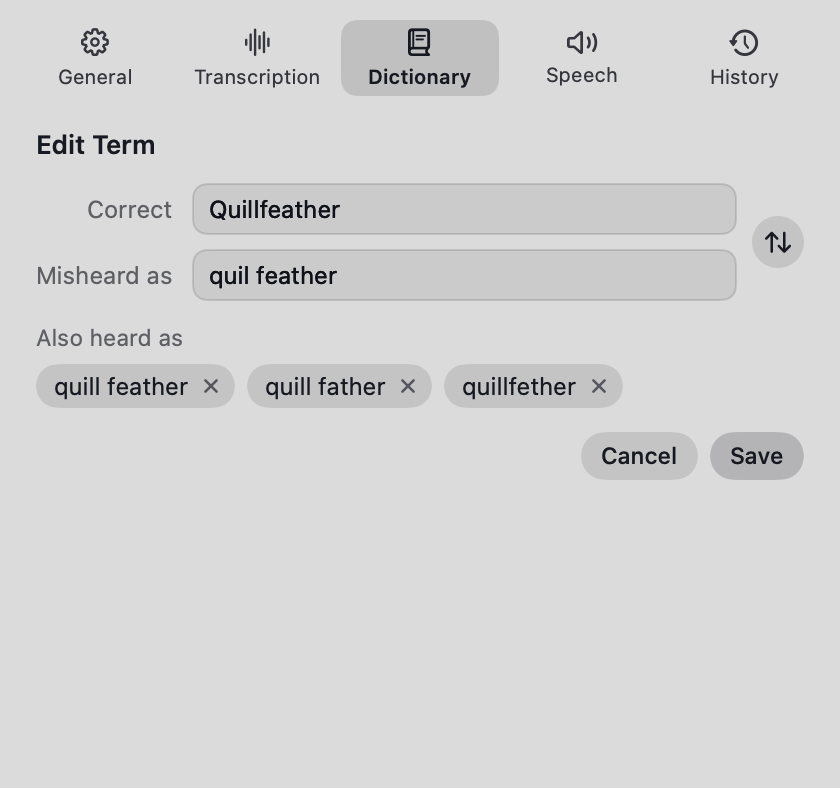 General Transcription Dictionary Speech History
Edit Term
Correct Quillfeather
Misheard as quil feather
Also heard as
quill feather quill father quillfether
Cancel Save